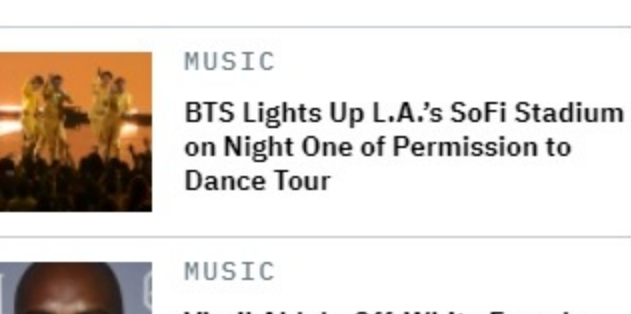 MUSIC
BTS Lights Up L.A.’s SoFi Stadium
on Night One of Permission to
Dance Tour
MUSIC